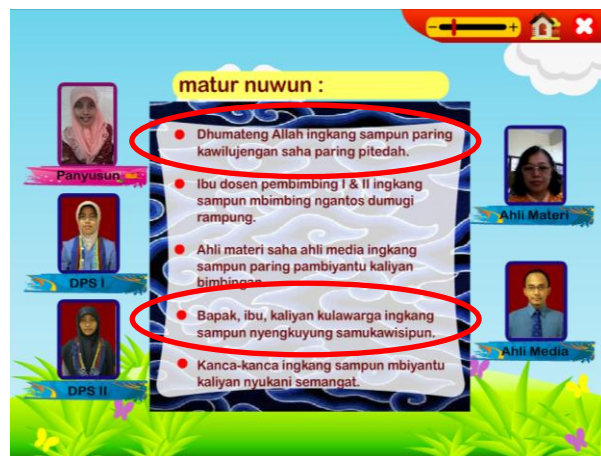 matur nuwun :
Dhumateng Allah ingkang sampun paring
kawilujengan saha paring pitedah.
Ibu dosen pembimbing I & II ingkang
sampun mbimbing ngantos dumugi
rampung.
Ahli materi saha ahli media ingkang
sampun paring pambiyantu kaliyan
bimbingan.
Bapak, ibu, kaliyan kulawarga ingkang
sampun nyengkuyung samukawisipun.
Kanca-kanca ingkang sampun mbiyantu
kaliyan nyukani semangat.
Panyusun
DPS I
DPS II
Ahli Materi
Ahli Media